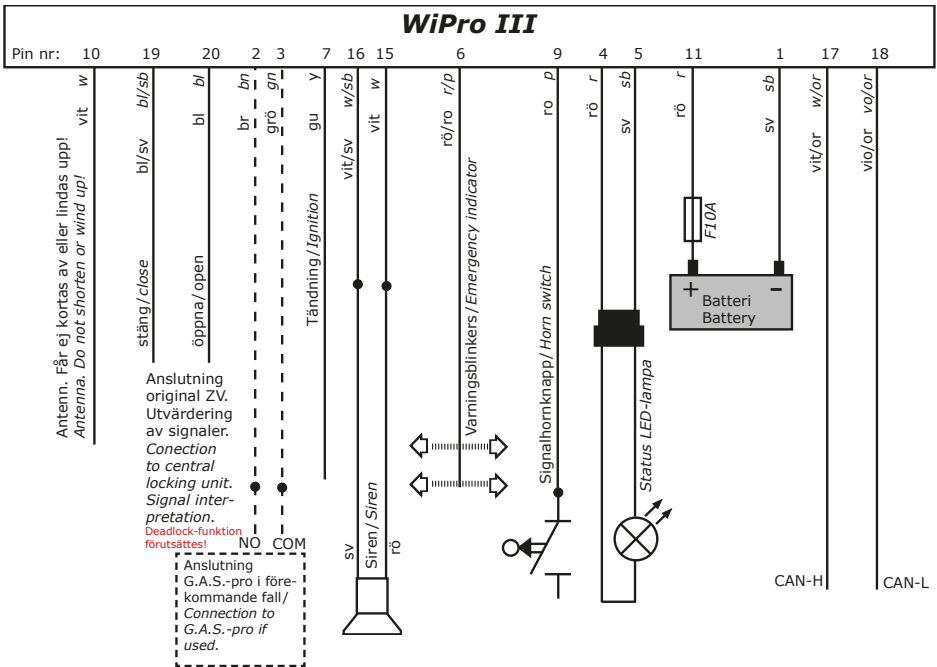 WiPro III
Pin nr: 10 19 20 2 3 7 16 15 6 9 4 5 11 1 17 18
vit w
Antenn. Får ej kortas av eller lindas upp!
Antenna. Do not shorten or wind up!
bl/sv bl/sb
stäng/close
bl bl
öppna/open
Anslutning
original ZV.
Utvärdering
av signaler.
Conection
to central
locking unit.
Signal inter-
pretation.
Deadlock-funktion
förutsättes!
br bn
grö gn
NO COM
Anslutning
G.A.S.-pro i före-
kommande fall/
Connection to
G.A.S.-pro if
used.
gu y
Tändning/Ignition
vit/sv w/sb
vit w
sv
Siren/Siren
rö
rö/ro r/p
Varningsblinkers/Emergency indicator
ro p
Signalhornknapp/Horn switch
rö r
sv sb
Status LED-lampa
rö r
F10A
sv sb
+ −
Batteri
Battery
vit/or w/or
CAN-H
vio/or vo/or
CAN-L